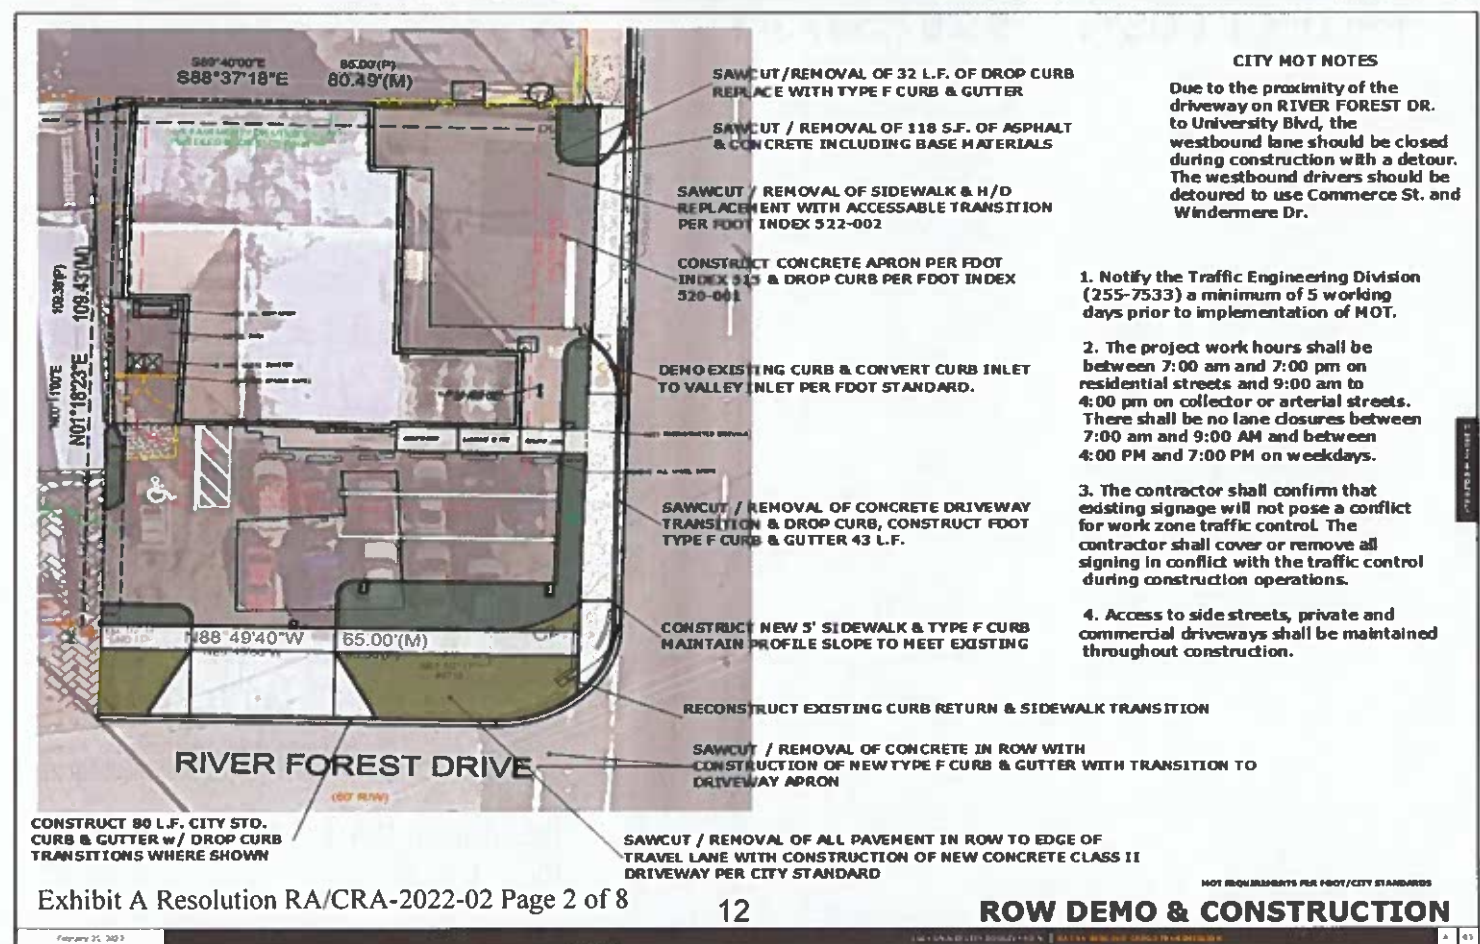 S89°40'00"E 85.00'(P)
S88°37'18"E 80.49'(M)
SAWCUT/REMOVAL OF 32 L.F. OF DROP CURB
REPLACE WITH TYPE F CURB & GUTTER
SAWCUT / REMOVAL OF 118 S.F. OF ASPHALT
& CONCRETE INCLUDING BASE MATERIALS
SAWCUT / REMOVAL OF SIDEWALK & H/D
REPLACEMENT WITH ACCESSABLE TRANSITION
PER FDOT INDEX 522-002
CONSTRUCT CONCRETE APRON PER FDOT
INDEX 515 & DROP CURB PER FDOT INDEX
520-001
DEMO EXISTING CURB & CONVERT CURB INLET
TO VALLEY INLET PER FDOT STANDARD.
SAWCUT / REMOVAL OF CONCRETE DRIVEWAY
TRANSITION & DROP CURB, CONSTRUCT FDOT
TYPE F CURB & GUTTER 43 L.F.
CONSTRUCT NEW 5' SIDEWALK & TYPE F CURB
MAINTAIN PROFILE SLOPE TO MEET EXISTING
RECONSTRUCT EXISTING CURB RETURN & SIDEWALK TRANSITION
SAWCUT / REMOVAL OF CONCRETE IN ROW WITH
CONSTRUCTION OF NEW TYPE F CURB & GUTTER WITH TRANSITION TO
DRIVEWAY APRON
SAWCUT / REMOVAL OF ALL PAVEMENT IN ROW TO EDGE OF
TRAVEL LANE WITH CONSTRUCTION OF NEW CONCRETE CLASS II
DRIVEWAY PER CITY STANDARD
CITY MOT NOTES
Due to the proximity of the
driveway on RIVER FOREST DR.
to University Blvd, the
westbound lane should be closed
during construction with a detour.
The westbound drivers should be
detoured to use Commerce St. and
Windermere Dr.
1. Notify the Traffic Engineering Division
(255-7533) a minimum of 5 working
days prior to implementation of MOT.
2. The project work hours shall be
between 7:00 am and 7:00 pm on
residential streets and 9:00 am to
4:00 pm on collector or arterial streets.
There shall be no lane closures between
7:00 am and 9:00 AM and between
4:00 PM and 7:00 PM on weekdays.
3. The contractor shall confirm that
existing signage will not pose a conflict
for work zone traffic control. The
contractor shall cover or remove all
signing in conflict with the traffic control
during construction operations.
4. Access to side streets, private and
commercial driveways shall be maintained
throughout construction.
109.38'(P)
109.43'(M)
N00°11'00"E
N01°18'23"E
N88°49'40"W 65.00'(M)
RIVER FOREST DRIVE
(60' R/W)
CONSTRUCT 80 L.F. CITY STD.
CURB & GUTTER w/ DROP CURB
TRANSITIONS WHERE SHOWN
Exhibit A Resolution RA/CRA-2022-02 Page 2 of 8
12
MOT REQUIREMENTS PER FDOT/CITY STANDARDS
ROW DEMO & CONSTRUCTION